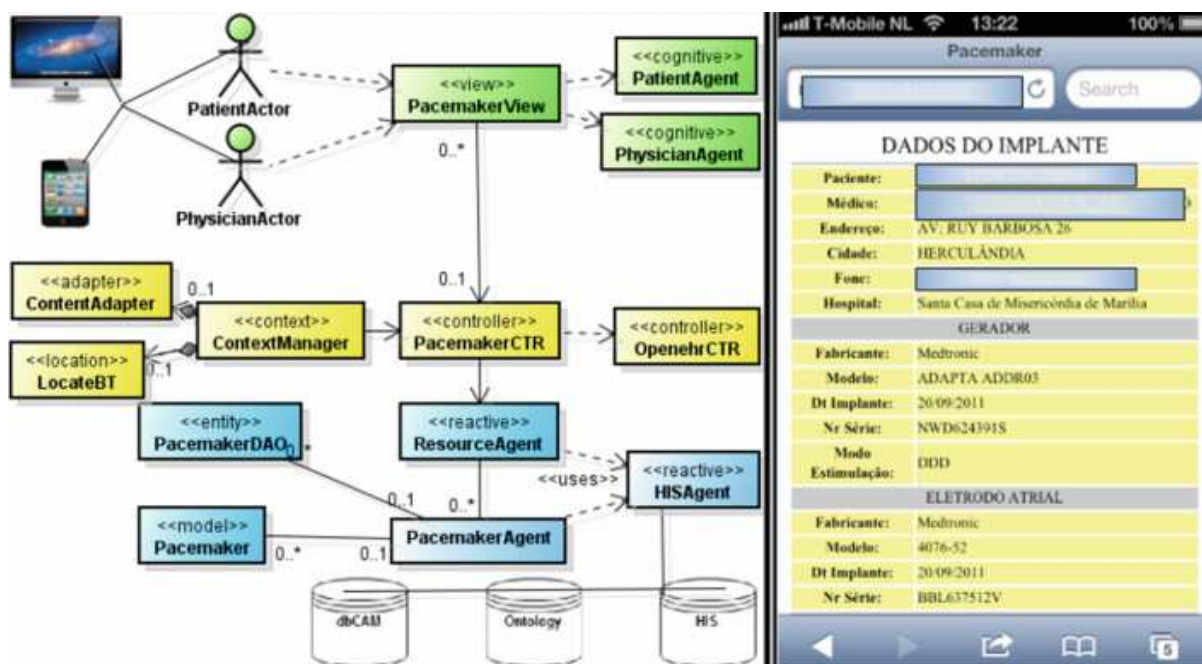 PatientActor
PhysicianActor
<<view>>
PacemakerView
<<cognitive>>
PatientAgent
<<cognitive>>
PhysicianAgent
0..*
0..1
<<adapter>>
ContentAdapter
0..1
<<location>>
LocateBT
0..1
<<context>>
ContextManager
<<controller>>
PacemakerCTR
<<controller>>
OpenehrCTR
<<entity>>
PacemakerDAO
0..*
0..1
<<reactive>>
ResourceAgent
0..*
<<uses>>
<<reactive>>
HISAgent
<<model>>
Pacemaker
0..*
0..1
PacemakerAgent
dbCAM
Ontology
HIS
T-Mobile NL 13:22 100%
Pacemaker
Search
DADOS DO IMPLANTE
Paciente:
Médico:
Endereço: AV. RUY BARBOSA 26
Cidade: HERCULÂNDIA
Fone:
Hospital: Santa Casa de Misericórdia de Marília
GERADOR
Fabricante: Medtronic
Modelo: ADAPTA ADDR03
Dt Implante: 20/09/2011
Nr Série: NWD624391S
Modo
Estimulação: DDD
ELETRODO ATRIAL
Fabricante: Medtronic
Modelo: 4076-52
Dt Implante: 20/09/2011
Nr Série: BBL637512V
5